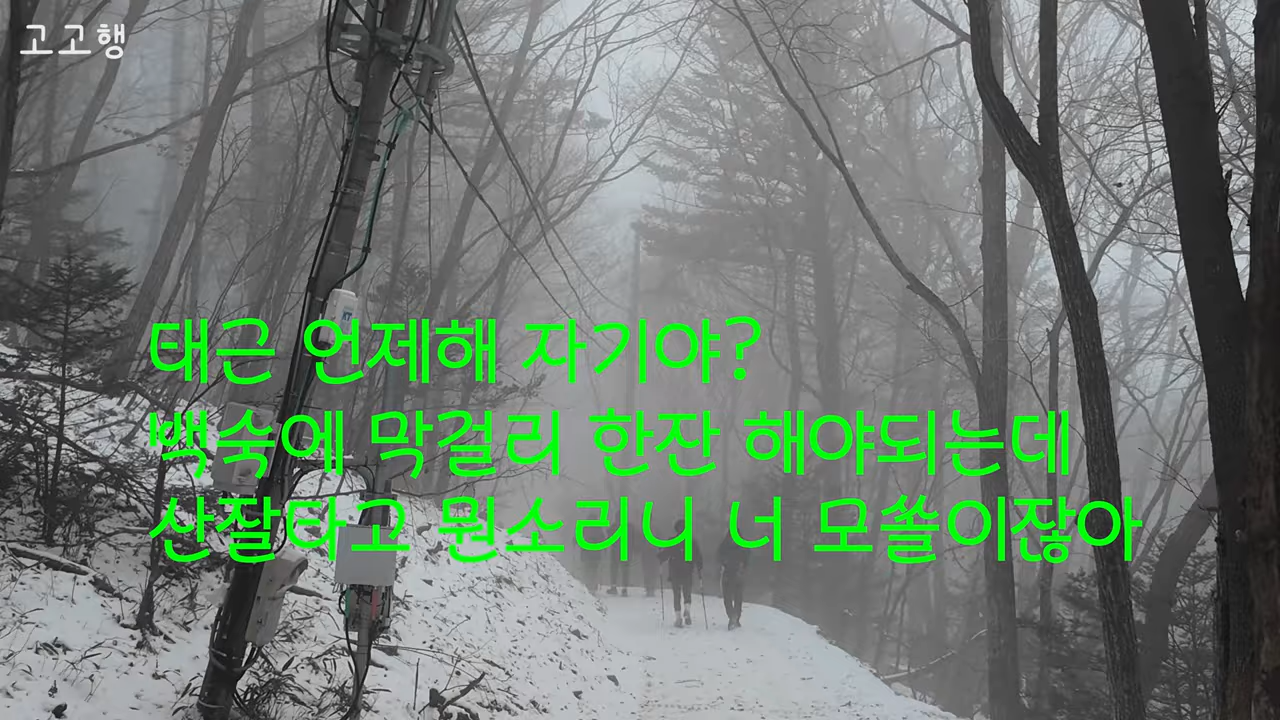 고고행
태근 언제해 자기야?
백숙에 막걸리 한잔 해야되는데
산잘타고 뭔소리니 너 모쏠이잖아